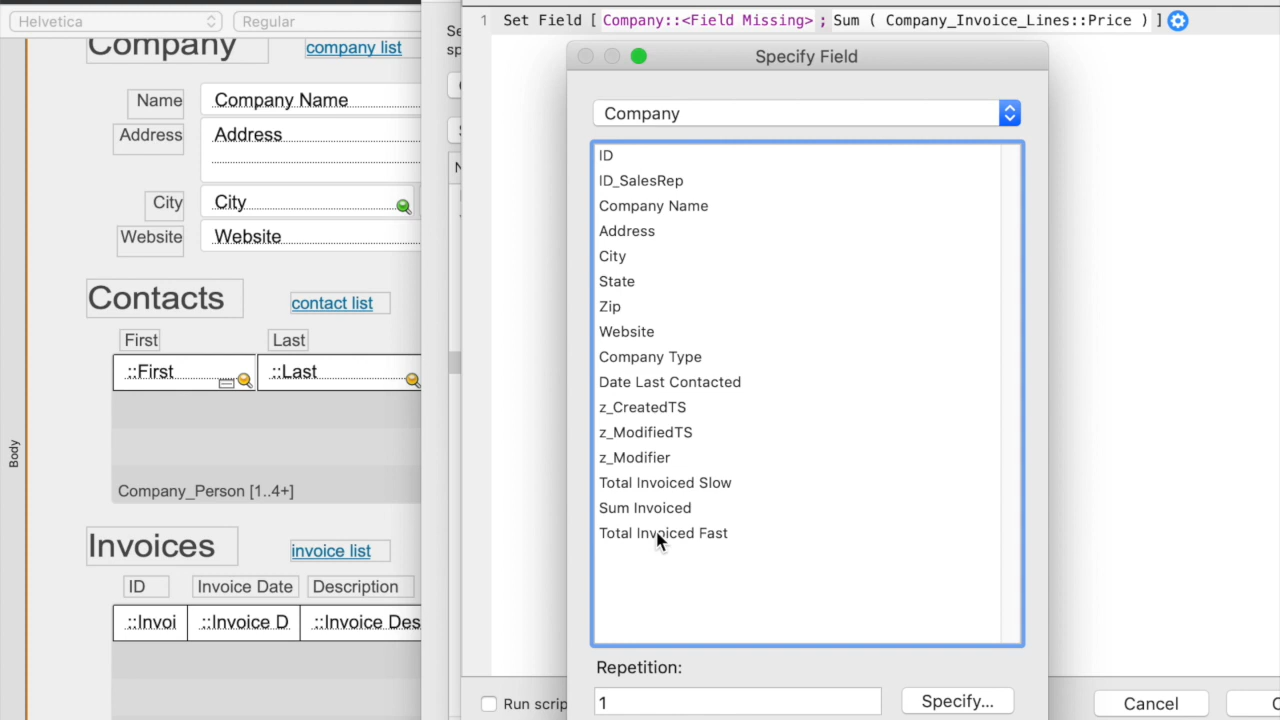 Helvetica
Regular
Company
company list
Name
Company Name
Address
Address
City
City
Website
Website
Contacts
contact list
First
Last
::First
::Last
Company_Person [1..4+]
Invoices
invoice list
ID
Invoice Date
Description
::Invoi
::Invoice D
::Invoice Des
Body
1 Set Field [ Company::<Field Missing> ; Sum ( Company_Invoice_Lines::Price ) ]
Specify Field
Company
ID
ID_SalesRep
Company Name
Address
City
State
Zip
Website
Company Type
Date Last Contacted
z_CreatedTS
z_ModifiedTS
z_Modifier
Total Invoiced Slow
Sum Invoiced
Total Invoiced Fast
Repetition:
1
Specify...
Run scrip
Cancel